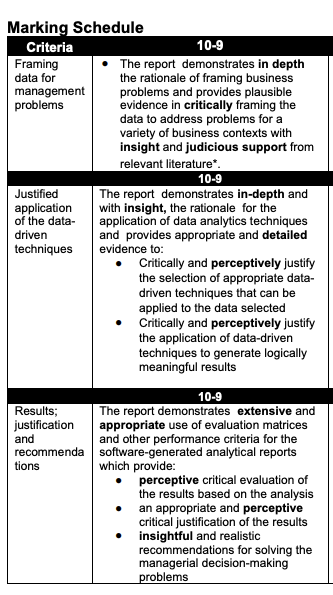 Marking Schedule
Criteria
10-9
Framing
data for
management
problems
• The report demonstrates in depth
the rationale of framing business
problems and provides plausible
evidence in critically framing the
data to address problems for a
variety of business contexts with
insight and judicious support from
relevant literature*.
10-9
Justified
application
of the data-
driven
techniques
The report demonstrates in-depth and
with insight, the rationale for the
application of data analytics techniques
and provides appropriate and detailed
evidence to:
• Critically and perceptively justify
the selection of appropriate data-
driven techniques that can be
applied to the data selected
• Critically and perceptively justify
the application of data-driven
techniques to generate logically
meaningful results
10-9
Results;
justification
and
recommenda
tions
The report demonstrates extensive and
appropriate use of evaluation matrices
and other performance criteria for the
software-generated analytical reports
which provide:
• perceptive critical evaluation of
the results based on the analysis
• an appropriate and perceptive
critical justification of the results
• insightful and realistic
recommendations for solving the
managerial decision-making
problems